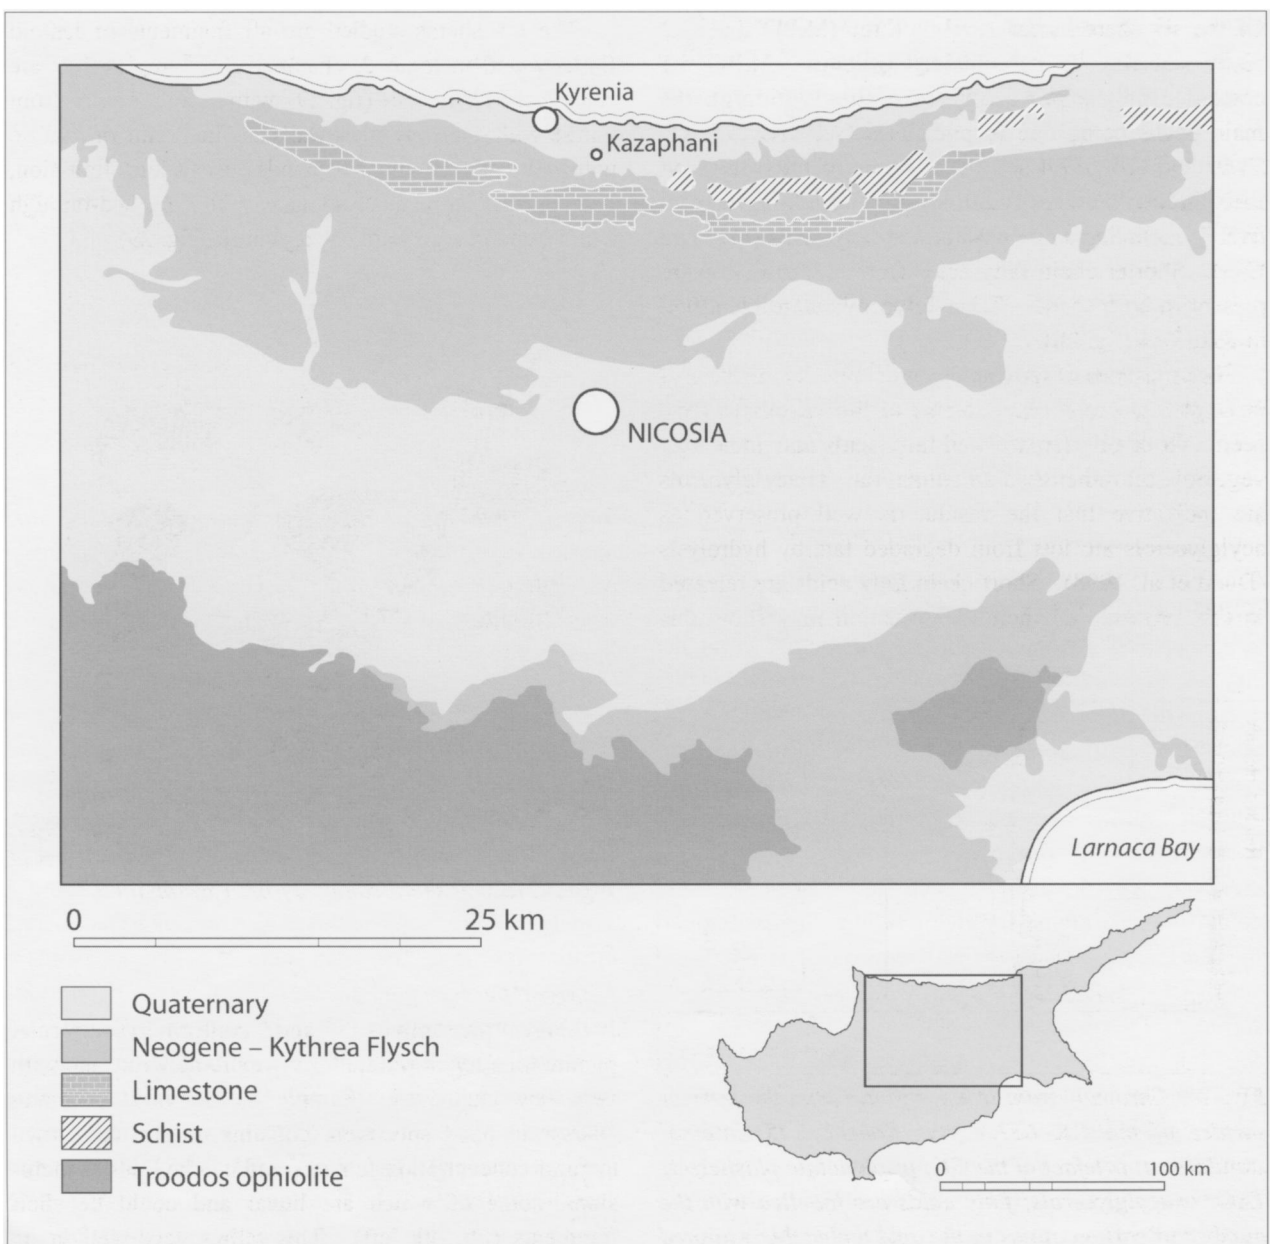 Kyrenia
Kazaphani
NICOSIA
Larnaca Bay
0 25 km
Quaternary
Neogene – Kythrea Flysch
Limestone
Schist
Troodos ophiolite
0 100 km